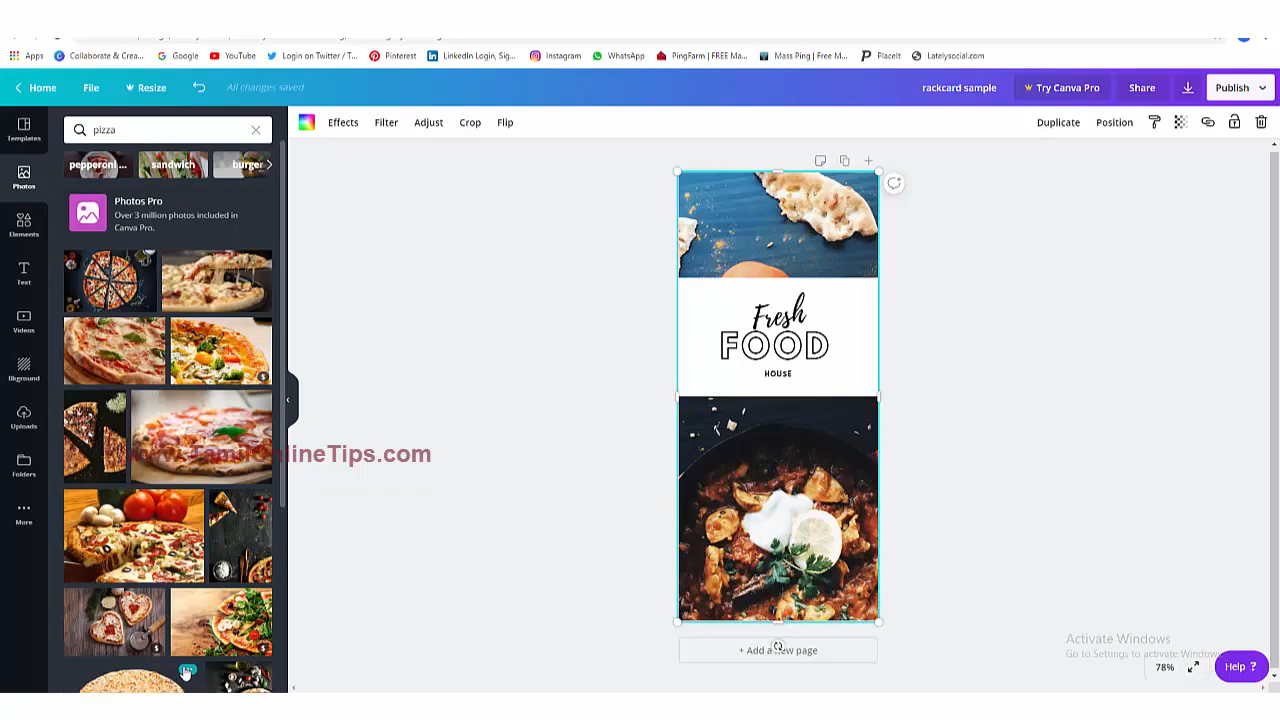 Apps Collaborate & Crea... Google YouTube Login on Twitter / T... Pinterest LinkedIn Login, Sig... Instagram WhatsApp PingFarm | FREE Ma... Mass Ping | Free M... PlaceIt Latelysocial.com
Home File Resize All changes saved rackcard sample Try Canva Pro Share Publish
pizza
Effects Filter Adjust Crop Flip Duplicate Position
Templates
pepperoni ... sandwich burger
Photos
Photos Pro
Over 3 million photos included in
Canva Pro.
Elements
Text
Videos
Bkground
Uploads
Folders
More
Fresh
FOOD
HOUSE
www.TamilOnlineTips.com
+ Add a new page
Activate Windows
Go to Settings to activate Windows.
78% Help ?